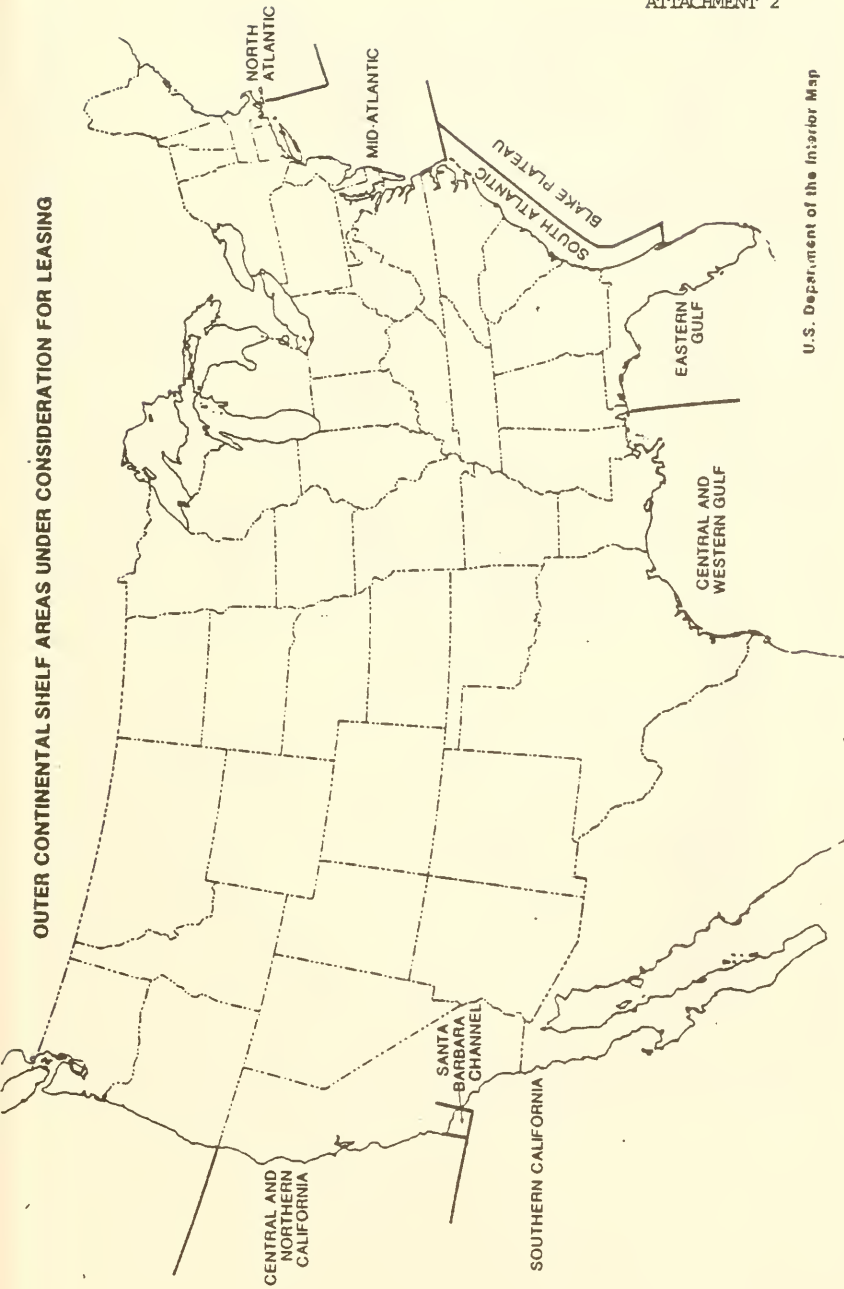 ATTACHMENT 2
OUTER CONTINENTAL SHELF AREAS UNDER CONSIDERATION FOR LEASING
NORTH
ATLANTIC
MID-ATLANTIC
SOUTH ATLANTIC
BLAKE PLATEAU
EASTERN
GULF
CENTRAL AND
WESTERN GULF
SANTA
BARBARA
CHANNEL
SOUTHERN CALIFORNIA
CENTRAL AND
NORTHERN
CALIFORNIA
U.S. Department of the Interior Map